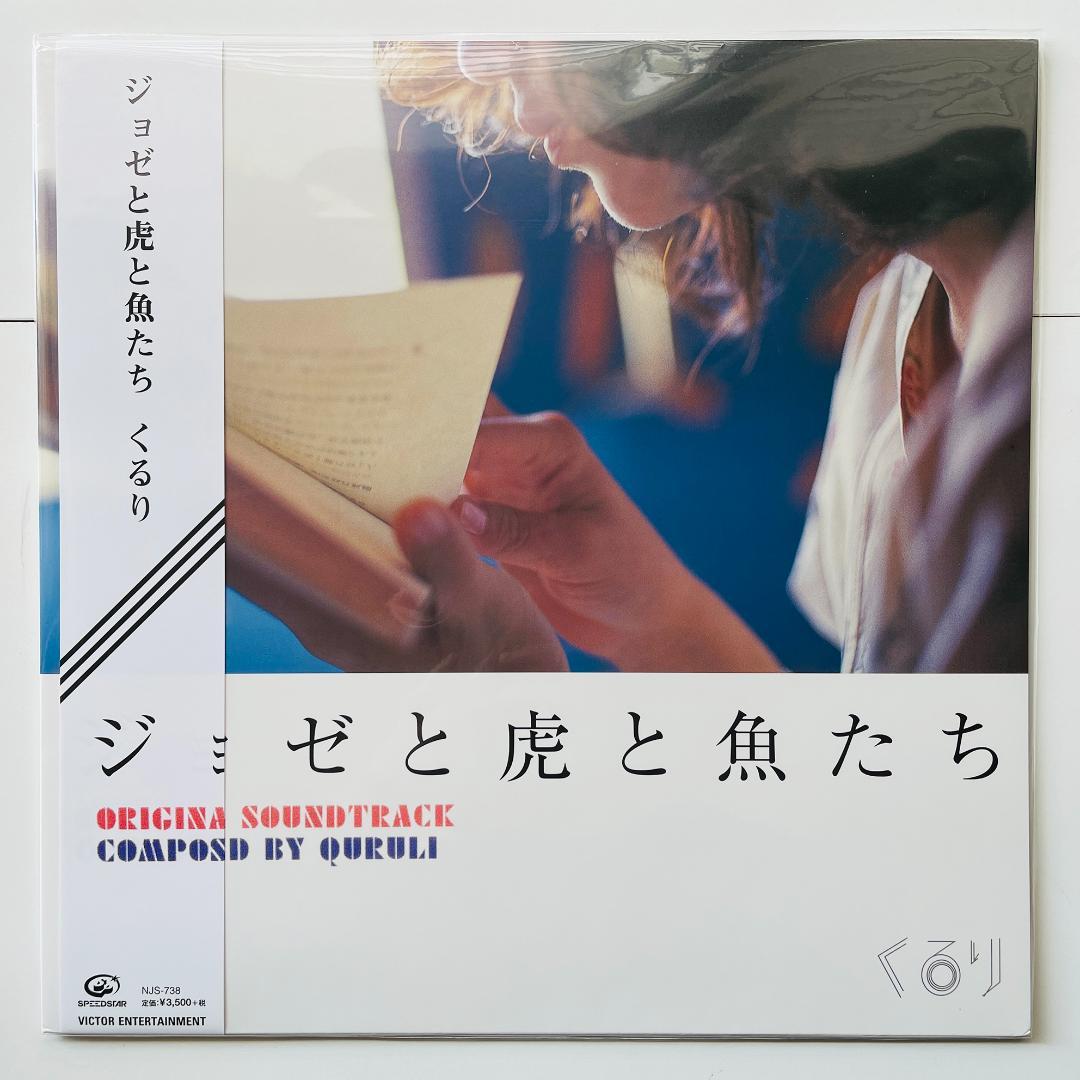 ジョゼと虎と魚たち くるり
ジョゼと虎と魚たち
ORIGINA SOUNDTRACK
COMPOSD BY QURULI
くるり
SPEEDSTAR
NJS-738
定価:¥3,500+税
VICTOR ENTERTAINMENT